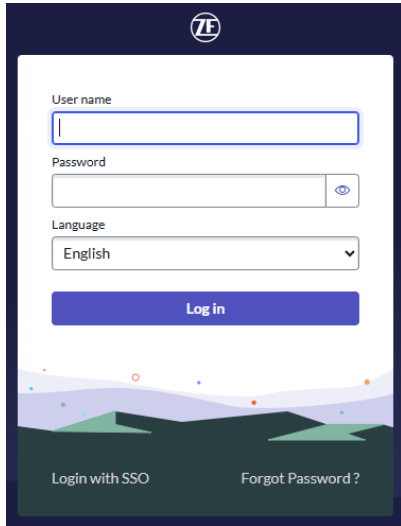 ZF
User name
Password
Language
English
Log in
Login with SSO
Forgot Password ?